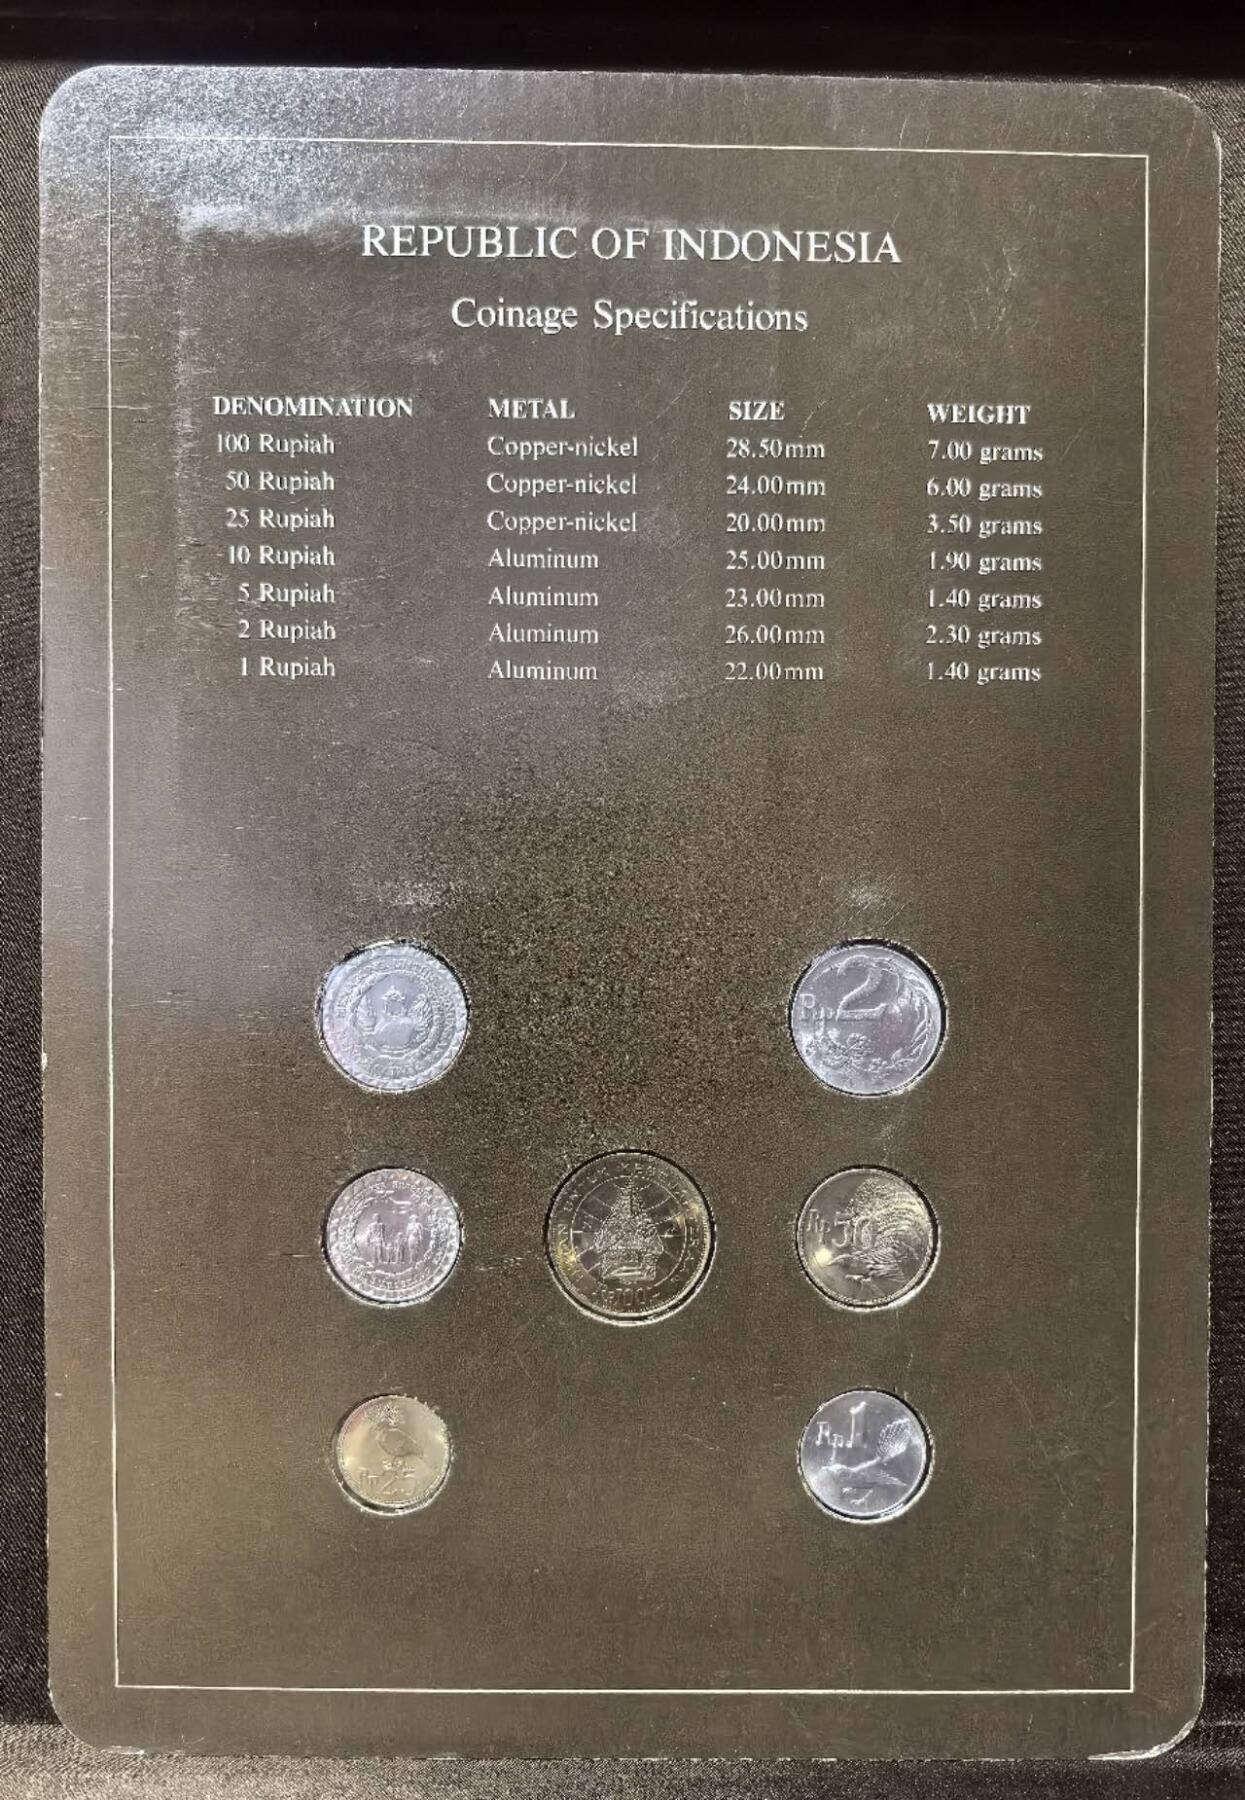 REPUBLIC OF INDONESIA
Coinage Specifications
DENOMINATION METAL SIZE WEIGHT
100 Rupiah Copper-nickel 28.50mm 7.00 grams
50 Rupiah Copper-nickel 24.00mm 6.00 grams
25 Rupiah Copper-nickel 20.00mm 3.50 grams
10 Rupiah Aluminum 25.00mm 1.90 grams
5 Rupiah Aluminum 23.00mm 1.40 grams
2 Rupiah Aluminum 26.00mm 2.30 grams
1 Rupiah Aluminum 22.00mm 1.40 grams
Rp 2
Rp 50
Rp 100
Rp 25
Rp 1